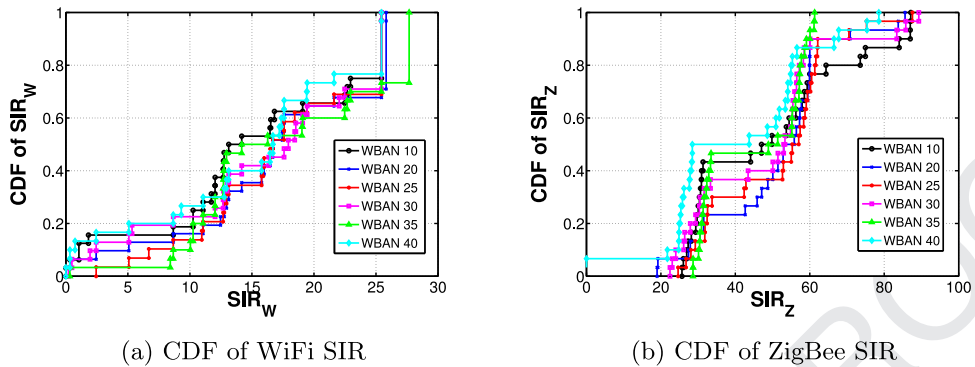 CDF of SIR_W
1
0.8
0.6
0.4
0.2
0
0 5 10 15 20 25 30
SIR_W
WBAN 10
WBAN 20
WBAN 25
WBAN 30
WBAN 35
WBAN 40
(a) CDF of WiFi SIR
CDF of SIR_Z
1
0.8
0.6
0.4
0.2
0
0 20 40 60 80 100
SIR_Z
WBAN 10
WBAN 20
WBAN 25
WBAN 30
WBAN 35
WBAN 40
(b) CDF of ZigBee SIR